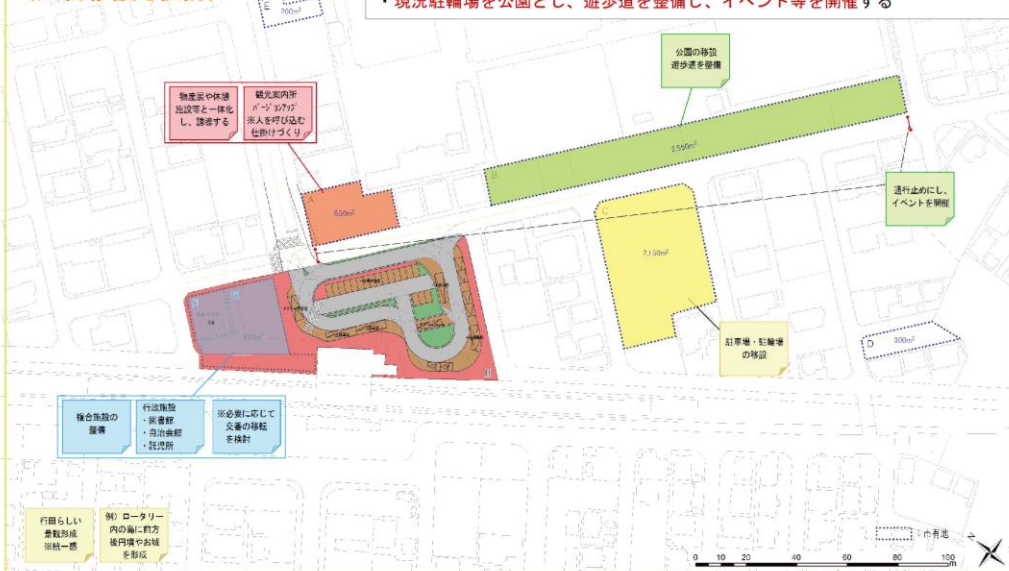 ・現況駐輪場を公園とし、遊歩道を整備し、イベント等を開催する
E
700m²
公園の移設
遊歩道を整備
物産展や休憩
施設等と一体化
し、誘導する
観光案内所
バージョンアップ
※人を呼び込む
仕掛けづくり
B
2,550m²
A
650m²
通行止めにし、
イベントを開催
C
2,150m²
D
300m²
駐車場・駐輪場
の移設
H
複合施設の
整備
行政施設
・図書館
・自治会館
・託児所
※必要に応じて
交番の移転
を検討
行田らしい
景観形成
※統一感
例）ロータリー
内の島に前方
後円墳やお城
を形成
：市有地
0 10 20 40 60 80 100
m
N